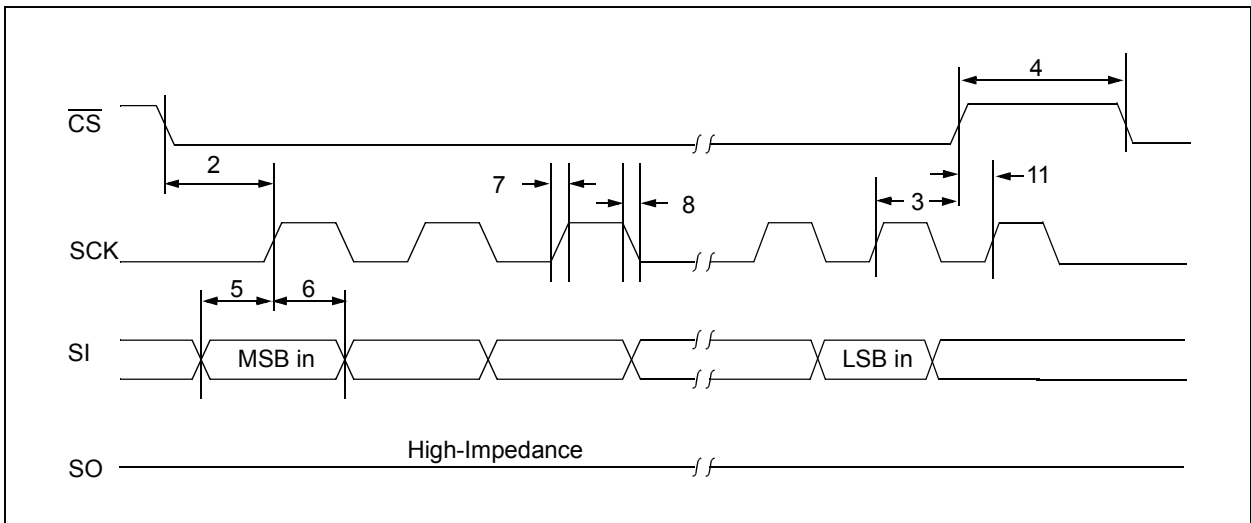 4
CS
2
7
8
3
11
SCK
5
6
SI
MSB in
LSB in
High-Impedance
SO